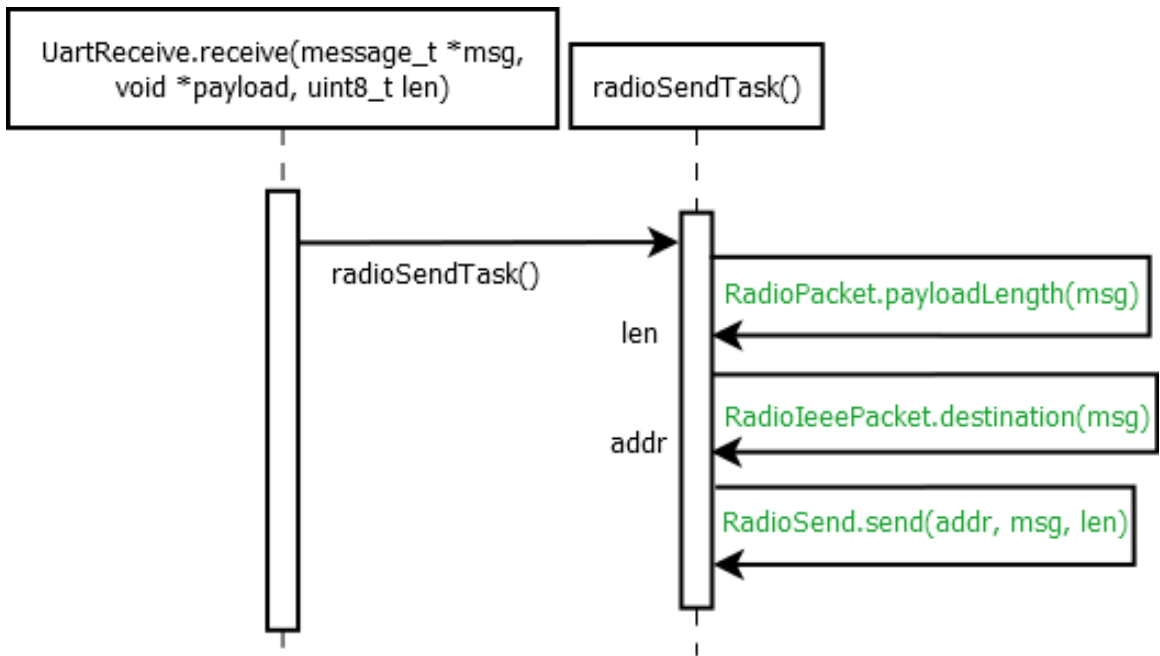 UartReceive.receive(message_t *msg,
void *payload, uint8_t len)
radioSendTask()
radioSendTask()
RadioPacket.payloadLength(msg)
len
RadioIeeePacket.destination(msg)
addr
RadioSend.send(addr, msg, len)